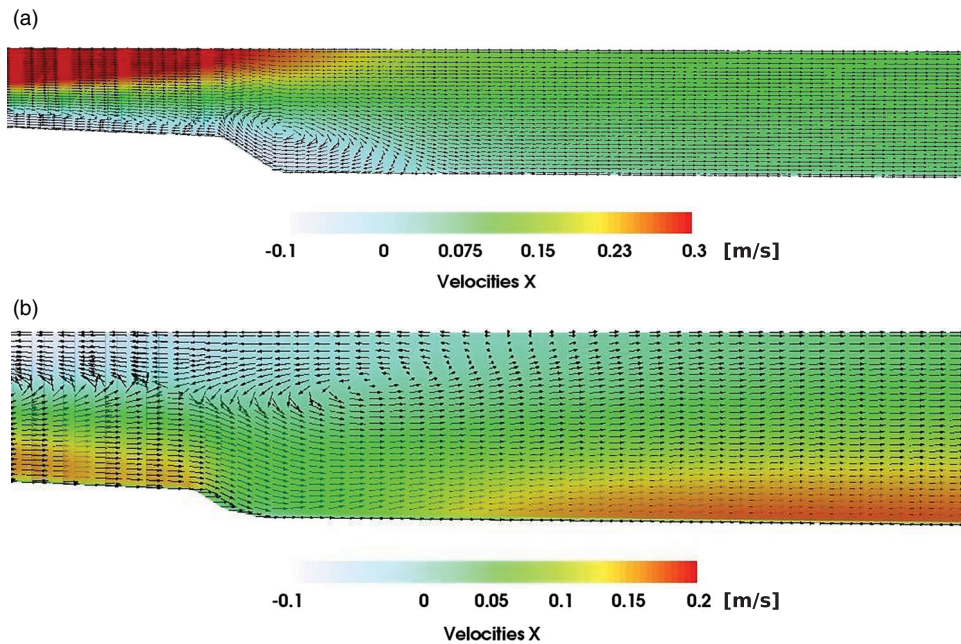 (a)
-0.1 0 0.075 0.15 0.23 0.3 [m/s]
Velocities X
(b)
-0.1 0 0.05 0.1 0.15 0.2 [m/s]
Velocities X